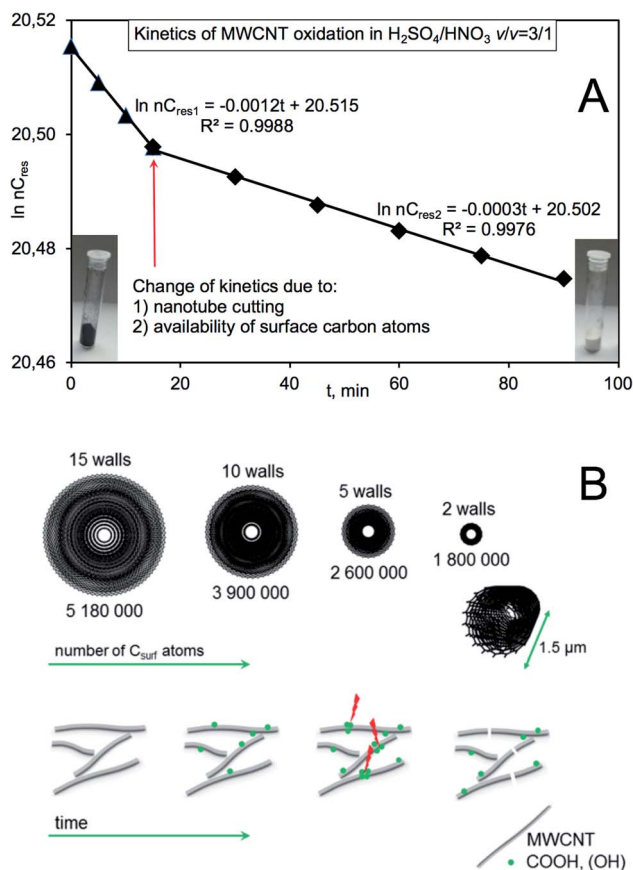 20,52
Kinetics of MWCNT oxidation in H₂SO₄/HNO₃ v/v=3/1
A
ln nC_res1 = -0.0012t + 20.515
R² = 0.9988
20,50
ln nC_res
ln nC_res2 = -0.0003t + 20.502
R² = 0.9976
20,48
Change of kinetics due to:
1) nanotube cutting
2) availability of surface carbon atoms
20,46
0 20 40 60 80 100
t, min
B
15 walls
10 walls
5 walls
2 walls
5 180 000
3 900 000
2 600 000
1 800 000
1.5 µm
number of C_surf atoms
time
MWCNT
COOH, (OH)